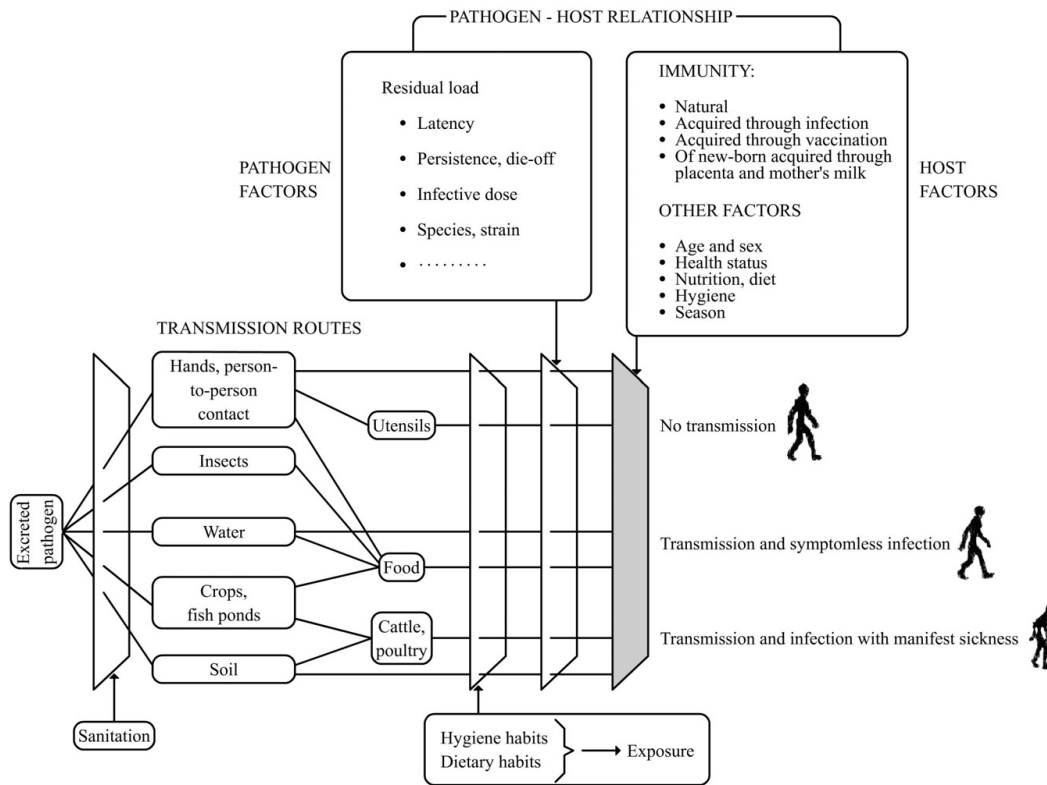 PATHOGEN - HOST RELATIONSHIP
PATHOGEN
FACTORS
Residual load
• Latency
• Persistence, die-off
• Infective dose
• Species, strain
• ·········
IMMUNITY:
• Natural
• Acquired through infection
• Acquired through vaccination
• Of new-born acquired through
placenta and mother's milk
OTHER FACTORS
• Age and sex
• Health status
• Nutrition, diet
• Hygiene
• Season
HOST
FACTORS
TRANSMISSION ROUTES
Excreted
pathogen
Sanitation
Hands, person-
to-person
contact
Insects
Water
Crops,
fish ponds
Soil
Utensils
Food
Cattle,
poultry
Hygiene habits
Dietary habits
Exposure
No transmission
Transmission and symptomless infection
Transmission and infection with manifest sickness